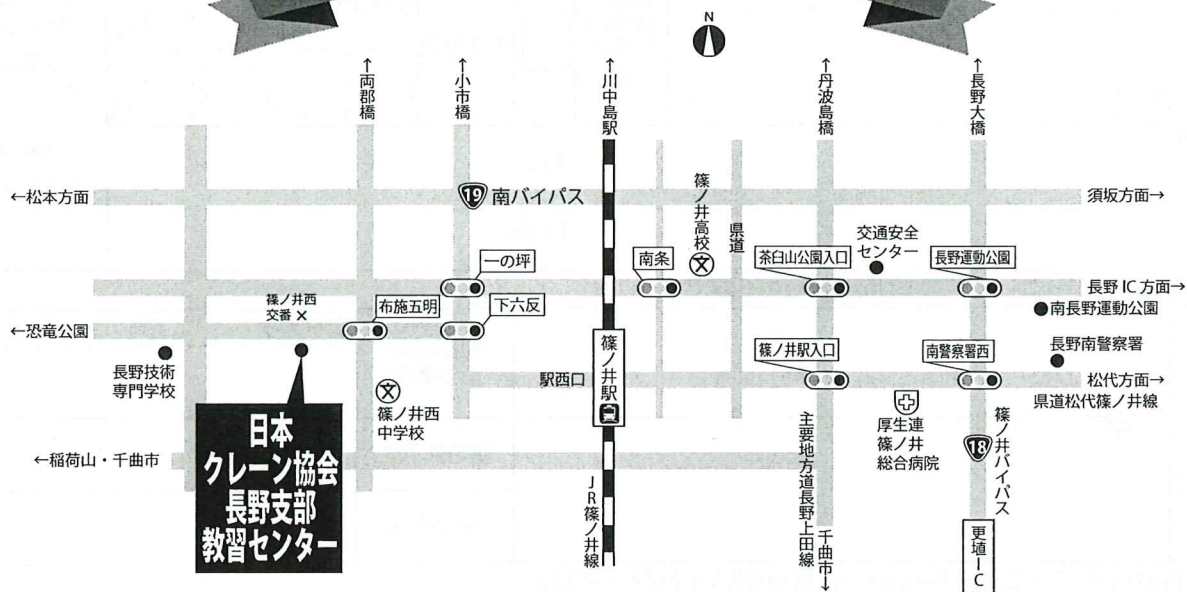 N
↑両郡橋
↑小市橋
↑川中島駅
↑丹波島橋
↑長野大橋
←松本方面
19 南バイパス
須坂方面→
篠ノ井高校
文
県道
交通安全
センター
一の坪
南条
茶臼山公園入口
長野運動公園
長野IC方面→
南長野運動公園
篠ノ井西
交番
布施五明
下六反
←恐竜公園
篠ノ井駅
篠ノ井駅入口
南警察署西
長野南警察署
長野技術
専門学校
駅西口
松代方面→
県道松代篠ノ井線
文
篠ノ井西
中学校
厚生連
篠ノ井
総合病院
18
篠ノ井バイパス
日本
クレーン協会
長野支部
教習センター
←稲荷山・千曲市
JR篠ノ井線
主要地方道長野上田線
千曲市↓
更埴IC